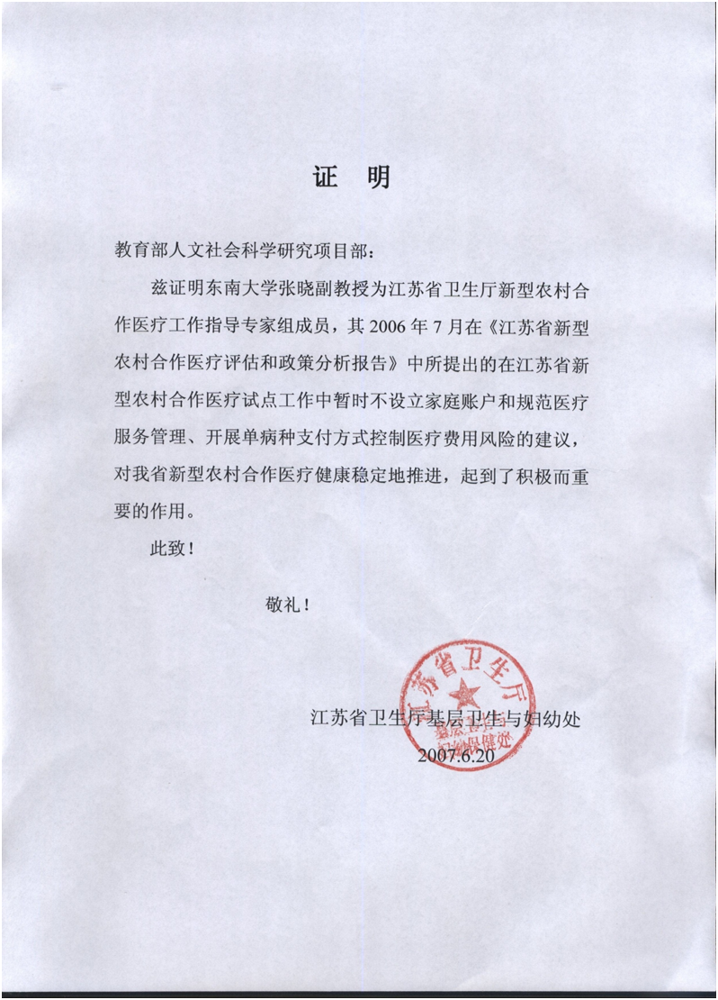 证 明
教育部人文社会科学研究项目部：
兹证明东南大学张晓副教授为江苏省卫生厅新型农村合
作医疗工作指导专家组成员，其 2006 年 7 月在《江苏省新型
农村合作医疗评估和政策分析报告》中所提出的在江苏省新
型农村合作医疗试点工作中暂时不设立家庭账户和规范医疗
服务管理、开展单病种支付方式控制医疗费用风险的建议，
对我省新型农村合作医疗健康稳定地推进，起到了积极而重
要的作用。
此致！
敬礼！
江苏省卫生厅
江苏省卫生厅基层卫生与妇幼处
基层卫生与
妇幼保健处
2007.6.20